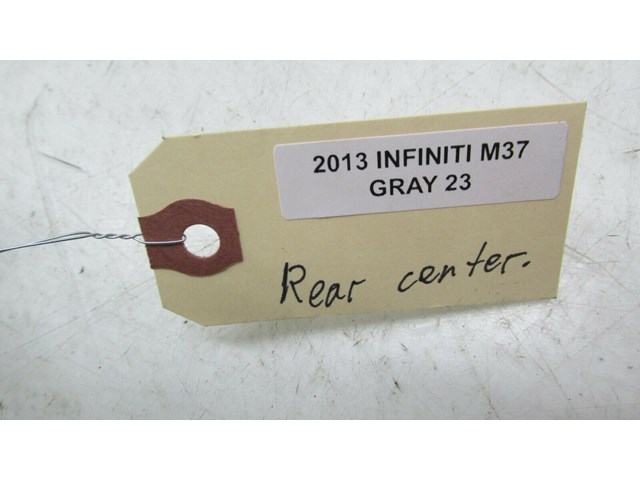 2013 INFINITI M37
GRAY 23
Rear center.